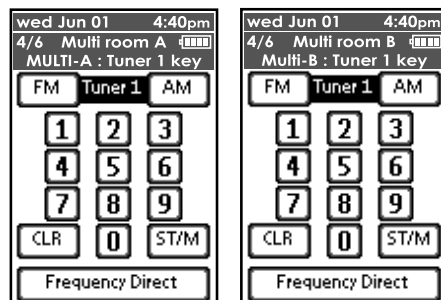 wed Jun 01 4:40pm
4/6 Multi room A
MULTI-A : Tuner 1 key
FM Tuner 1 AM
1 2 3
4 5 6
7 8 9
CLR 0 ST/M
Frequency Direct
wed Jun 01 4:40pm
4/6 Multi room B
Multi-B : Tuner 1 key
FM Tuner 1 AM
1 2 3
4 5 6
7 8 9
CLR 0 ST/M
Frequency Direct